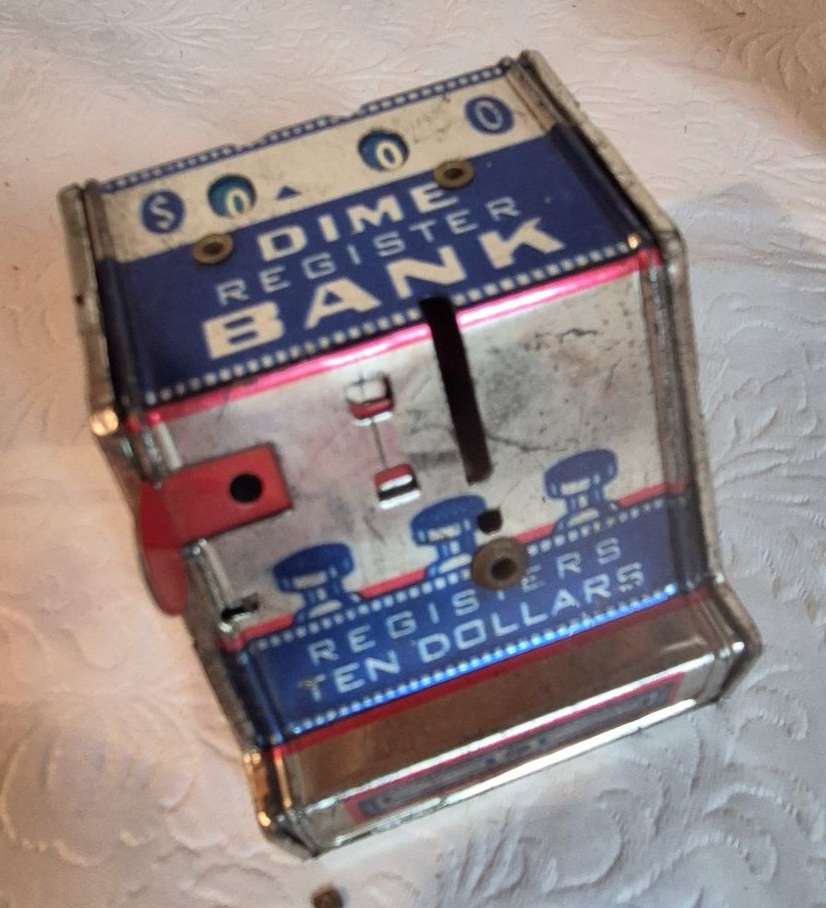 $ 0 0 0
DIME
REGISTER
BANK
REGISTERS
TEN DOLLARS